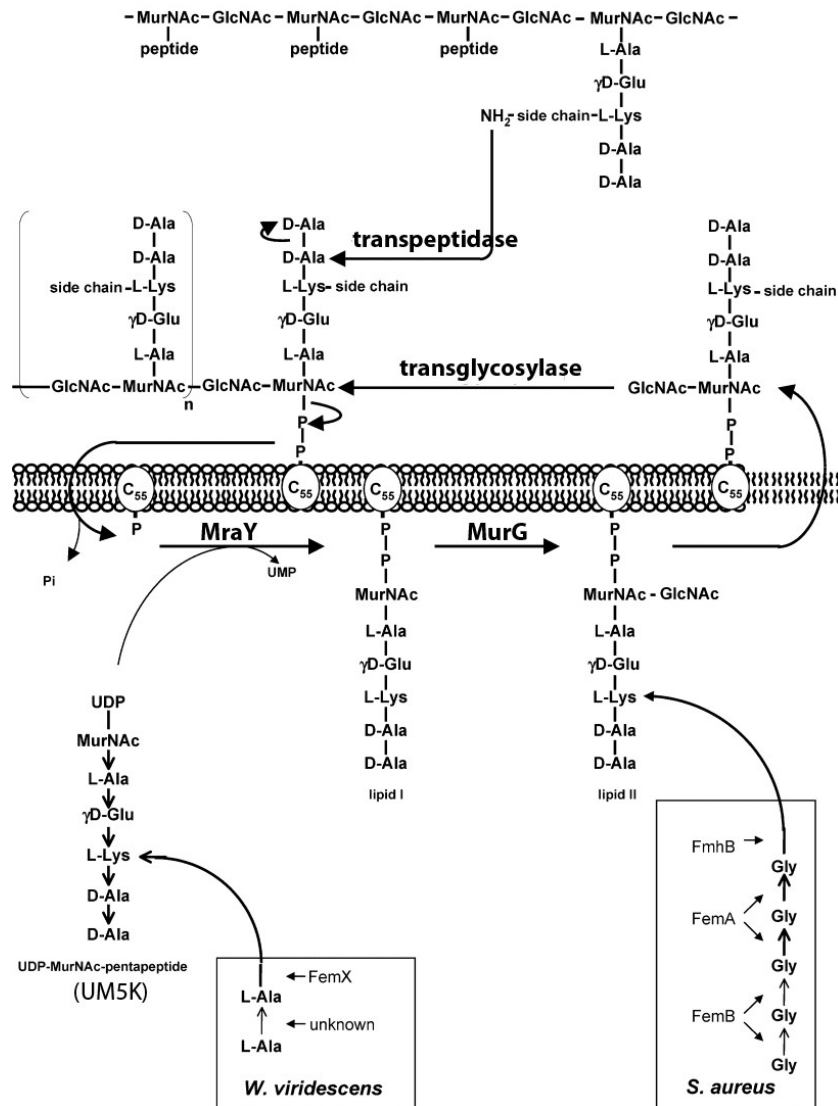 – MurNAc– GlcNAc – MurNAc– GlcNAc – MurNAc– GlcNAc – MurNAc– GlcNAc–
peptide peptide peptide L-Ala
γD-Glu
NH2– side chain–L-Lys
D-Ala
D-Ala
D-Ala D-Ala D-Ala
transpeptidase
D-Ala D-Ala D-Ala
side chain–L-Lys L-Lys– side chain L-Lys– side chain
γD-Glu γD-Glu γD-Glu
L-Ala L-Ala L-Ala
transglycosylase
GlcNAc–MurNAc–GlcNAc–MurNAc GlcNAc–MurNAc
n
P P
P P
C55 C55 C55 C55 C55
P P P
MraY MurG
Pi UMP P P
MurNAc MurNAc – GlcNAc
L-Ala L-Ala
γD-Glu γD-Glu
UDP L-Lys L-Lys
MurNAc D-Ala D-Ala
L-Ala D-Ala D-Ala
lipid I lipid II
γD-Glu
L-Lys
D-Ala
D-Ala
UDP-MurNAc-pentapeptide
(UM5K)
L-Ala FemX
unknown
L-Ala
W. viridescens
FmhB
Gly
FemA Gly
Gly
FemB Gly
Gly
S. aureus